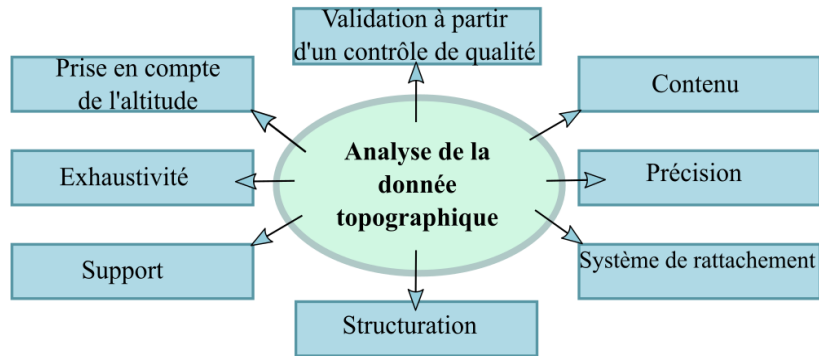 Validation à partir
d'un contrôle de qualité
Prise en compte
de l'altitude
Contenu
Analyse de la
donnée
topographique
Exhaustivité
Précision
Support
Système de rattachement
Structuration